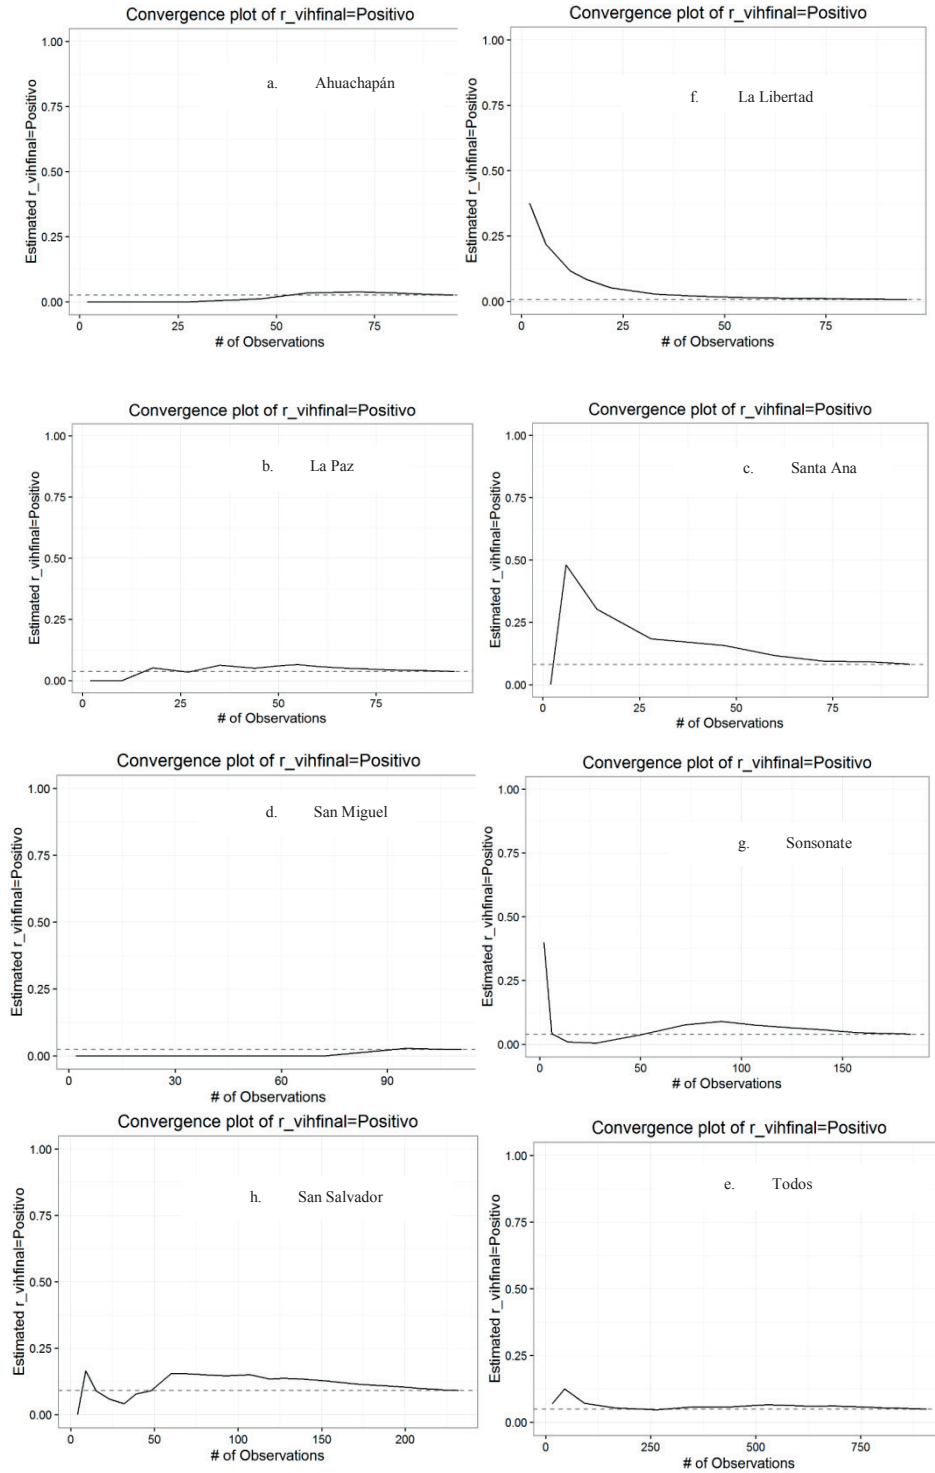 Convergence plot of r_vihfinal=Positivo
Estimated r_vihfinal=Positivo
1.00
0.75
0.50
0.25
0.00
a. Ahuachapán
0
25
50
75
# of Observations
Convergence plot of r_vihfinal=Positivo
Estimated r_vihfinal=Positivo
1.00
0.75
0.50
0.25
0.00
f. La Libertad
0
25
50
75
# of Observations
Convergence plot of r_vihfinal=Positivo
Estimated r_vihfinal=Positivo
1.00
0.75
0.50
0.25
0.00
b. La Paz
0
25
50
75
# of Observations
Convergence plot of r_vihfinal=Positivo
Estimated r_vihfinal=Positivo
1.00
0.75
0.50
0.25
0.00
c. Santa Ana
0
25
50
75
# of Observations
Convergence plot of r_vihfinal=Positivo
Estimated r_vihfinal=Positivo
1.00
0.75
0.50
0.25
0.00
d. San Miguel
0
30
60
90
# of Observations
Convergence plot of r_vihfinal=Positivo
Estimated r_vihfinal=Positivo
1.00
0.75
0.50
0.25
0.00
g. Sonsonate
0
50
100
150
# of Observations
Convergence plot of r_vihfinal=Positivo
Estimated r_vihfinal=Positivo
1.00
0.75
0.50
0.25
0.00
h. San Salvador
0
50
100
150
200
# of Observations
Convergence plot of r_vihfinal=Positivo
Estimated r_vihfinal=Positivo
1.00
0.75
0.50
0.25
0.00
e. Todos
0
250
500
750
# of Observations